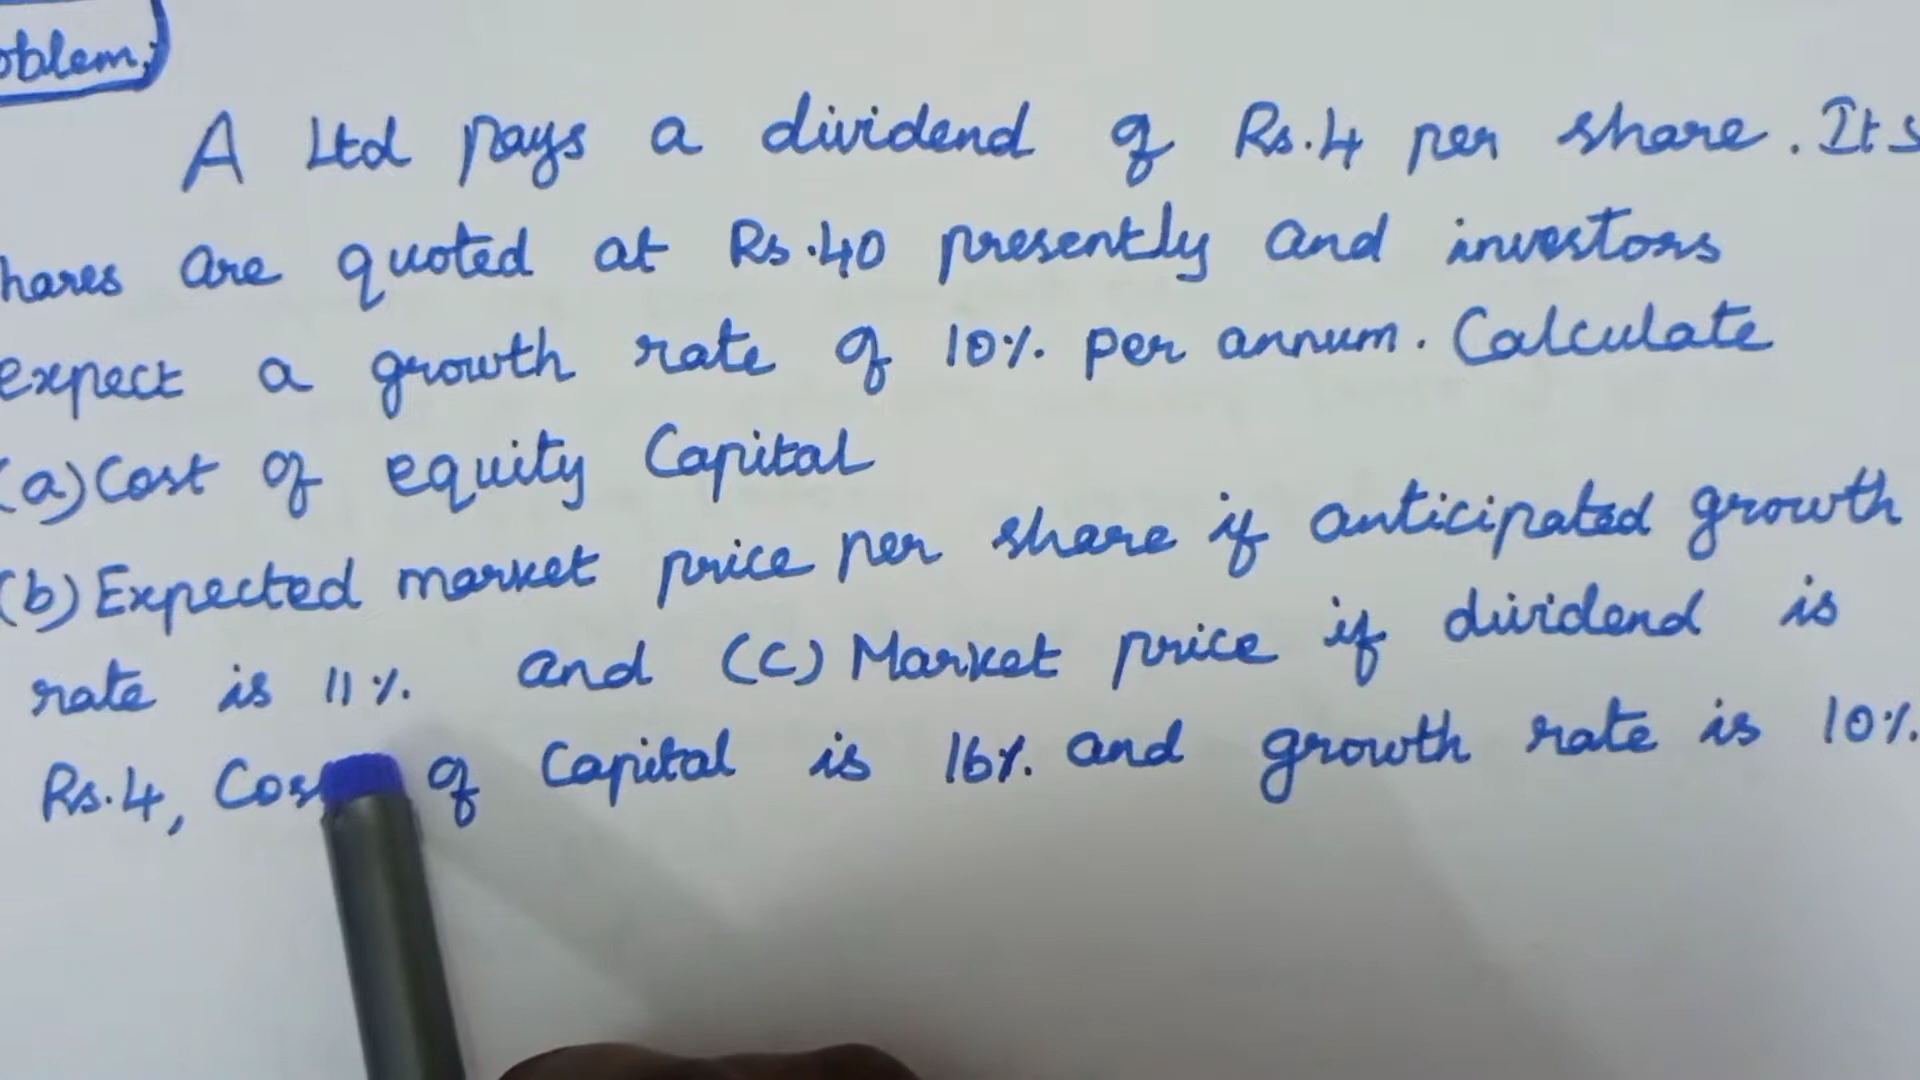 oblem:
A Ltd pays a dividend of Rs.4 per share. Its
hares are quoted at Rs.40 presently and investors
expect a growth rate of 10%. per annum. Calculate
(a) Cost of equity Capital
(b) Expected market price per share if anticipated growth
rate is 11%. and (C) Market price if dividend is
Rs.4, Cost of Capital is 16%. and growth rate is 10%.